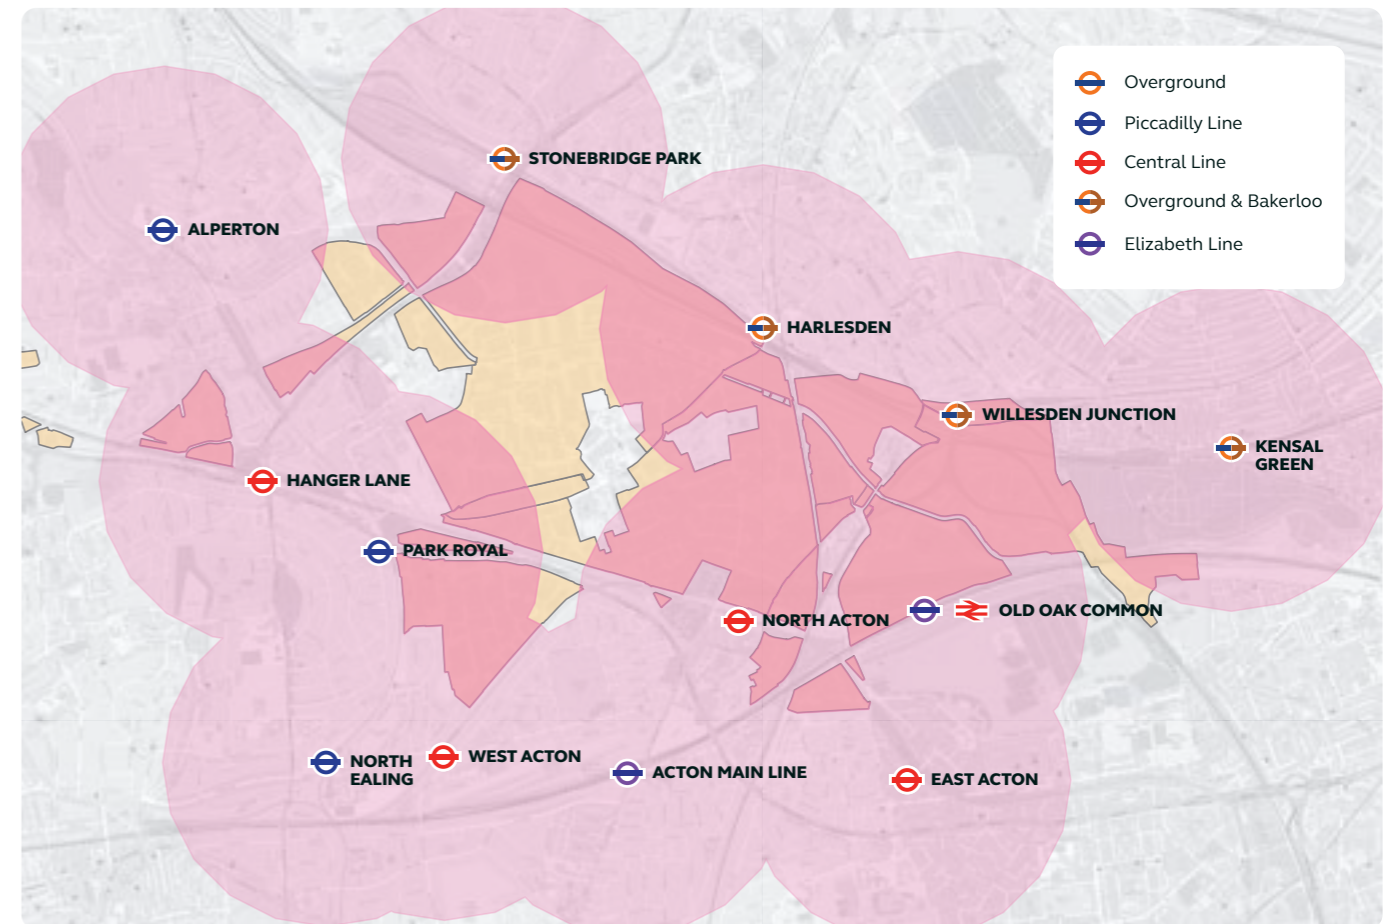 Overground
Piccadilly Line
Central Line
Overground & Bakerloo
Elizabeth Line
STONEBRIDGE PARK
ALPERTON
HARLESDEN
WILLESDEN JUNCTION
KENSAL
GREEN
HANGER LANE
PARK ROYAL
NORTH ACTON
OLD OAK COMMON
NORTH
EALING
WEST ACTON
ACTON MAIN LINE
EAST ACTON